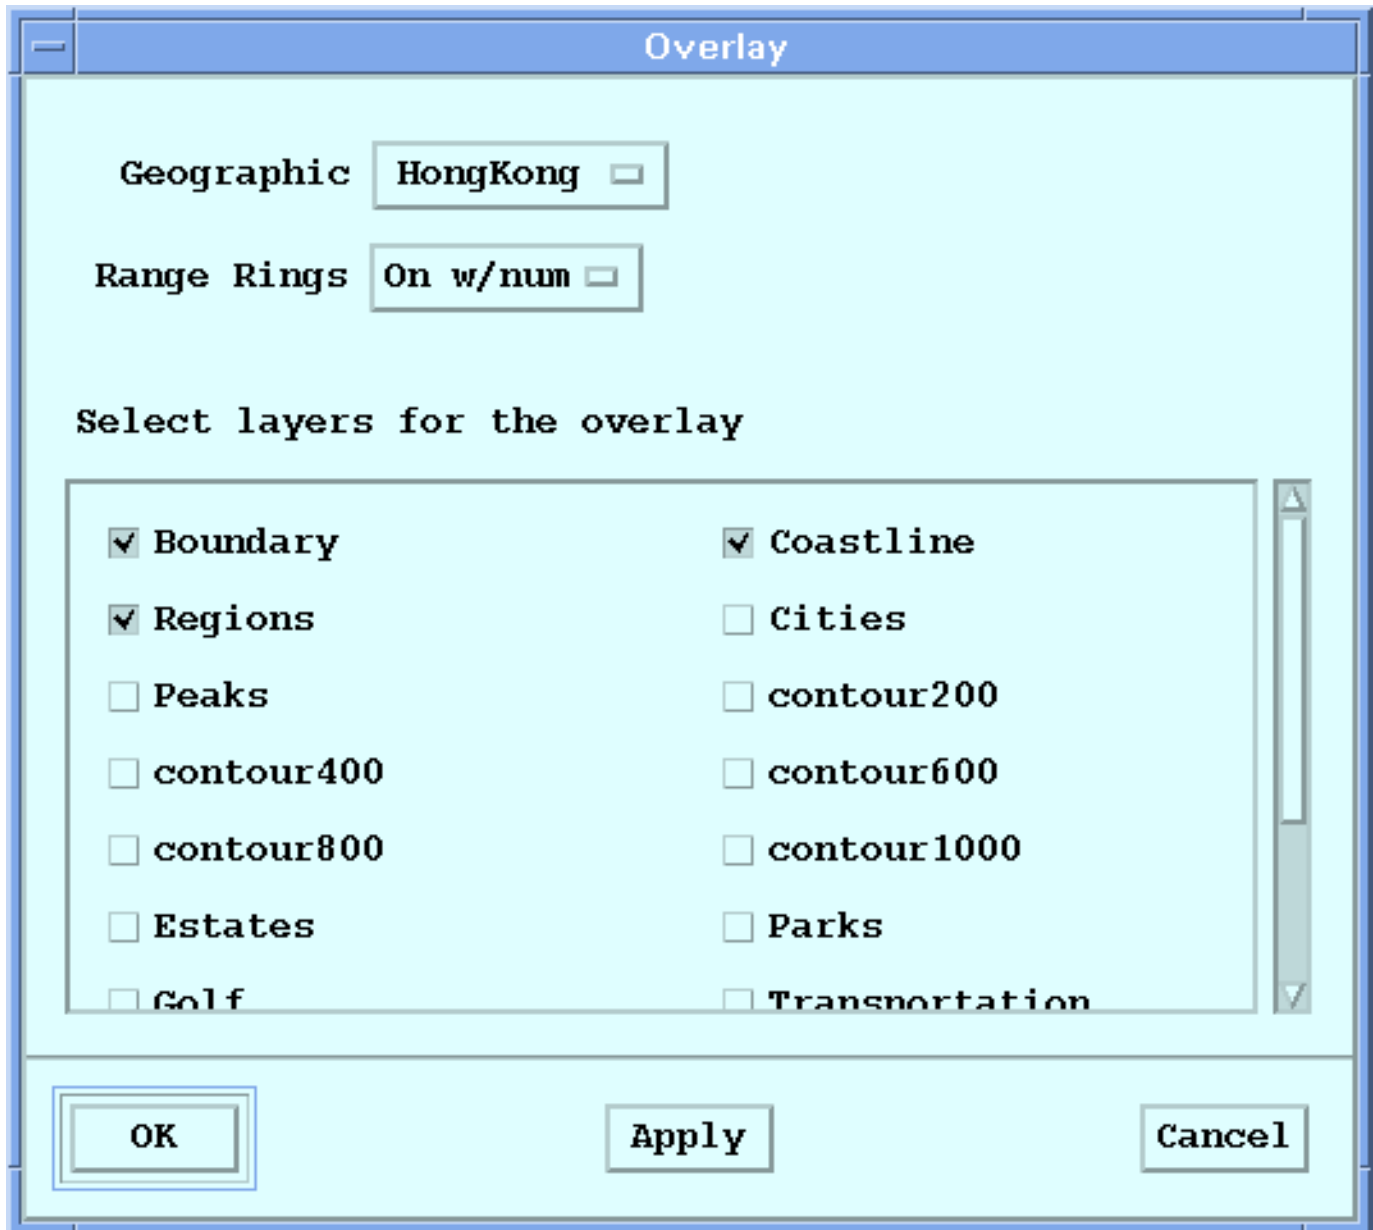 Overlay
Geographic HongKong
Range Rings On w/num
Select layers for the overlay
Boundary Coastline
Regions Cities
Peaks contour200
contour400 contour600
contour800 contour1000
Estates Parks
Golf Transportation
OK Apply Cancel